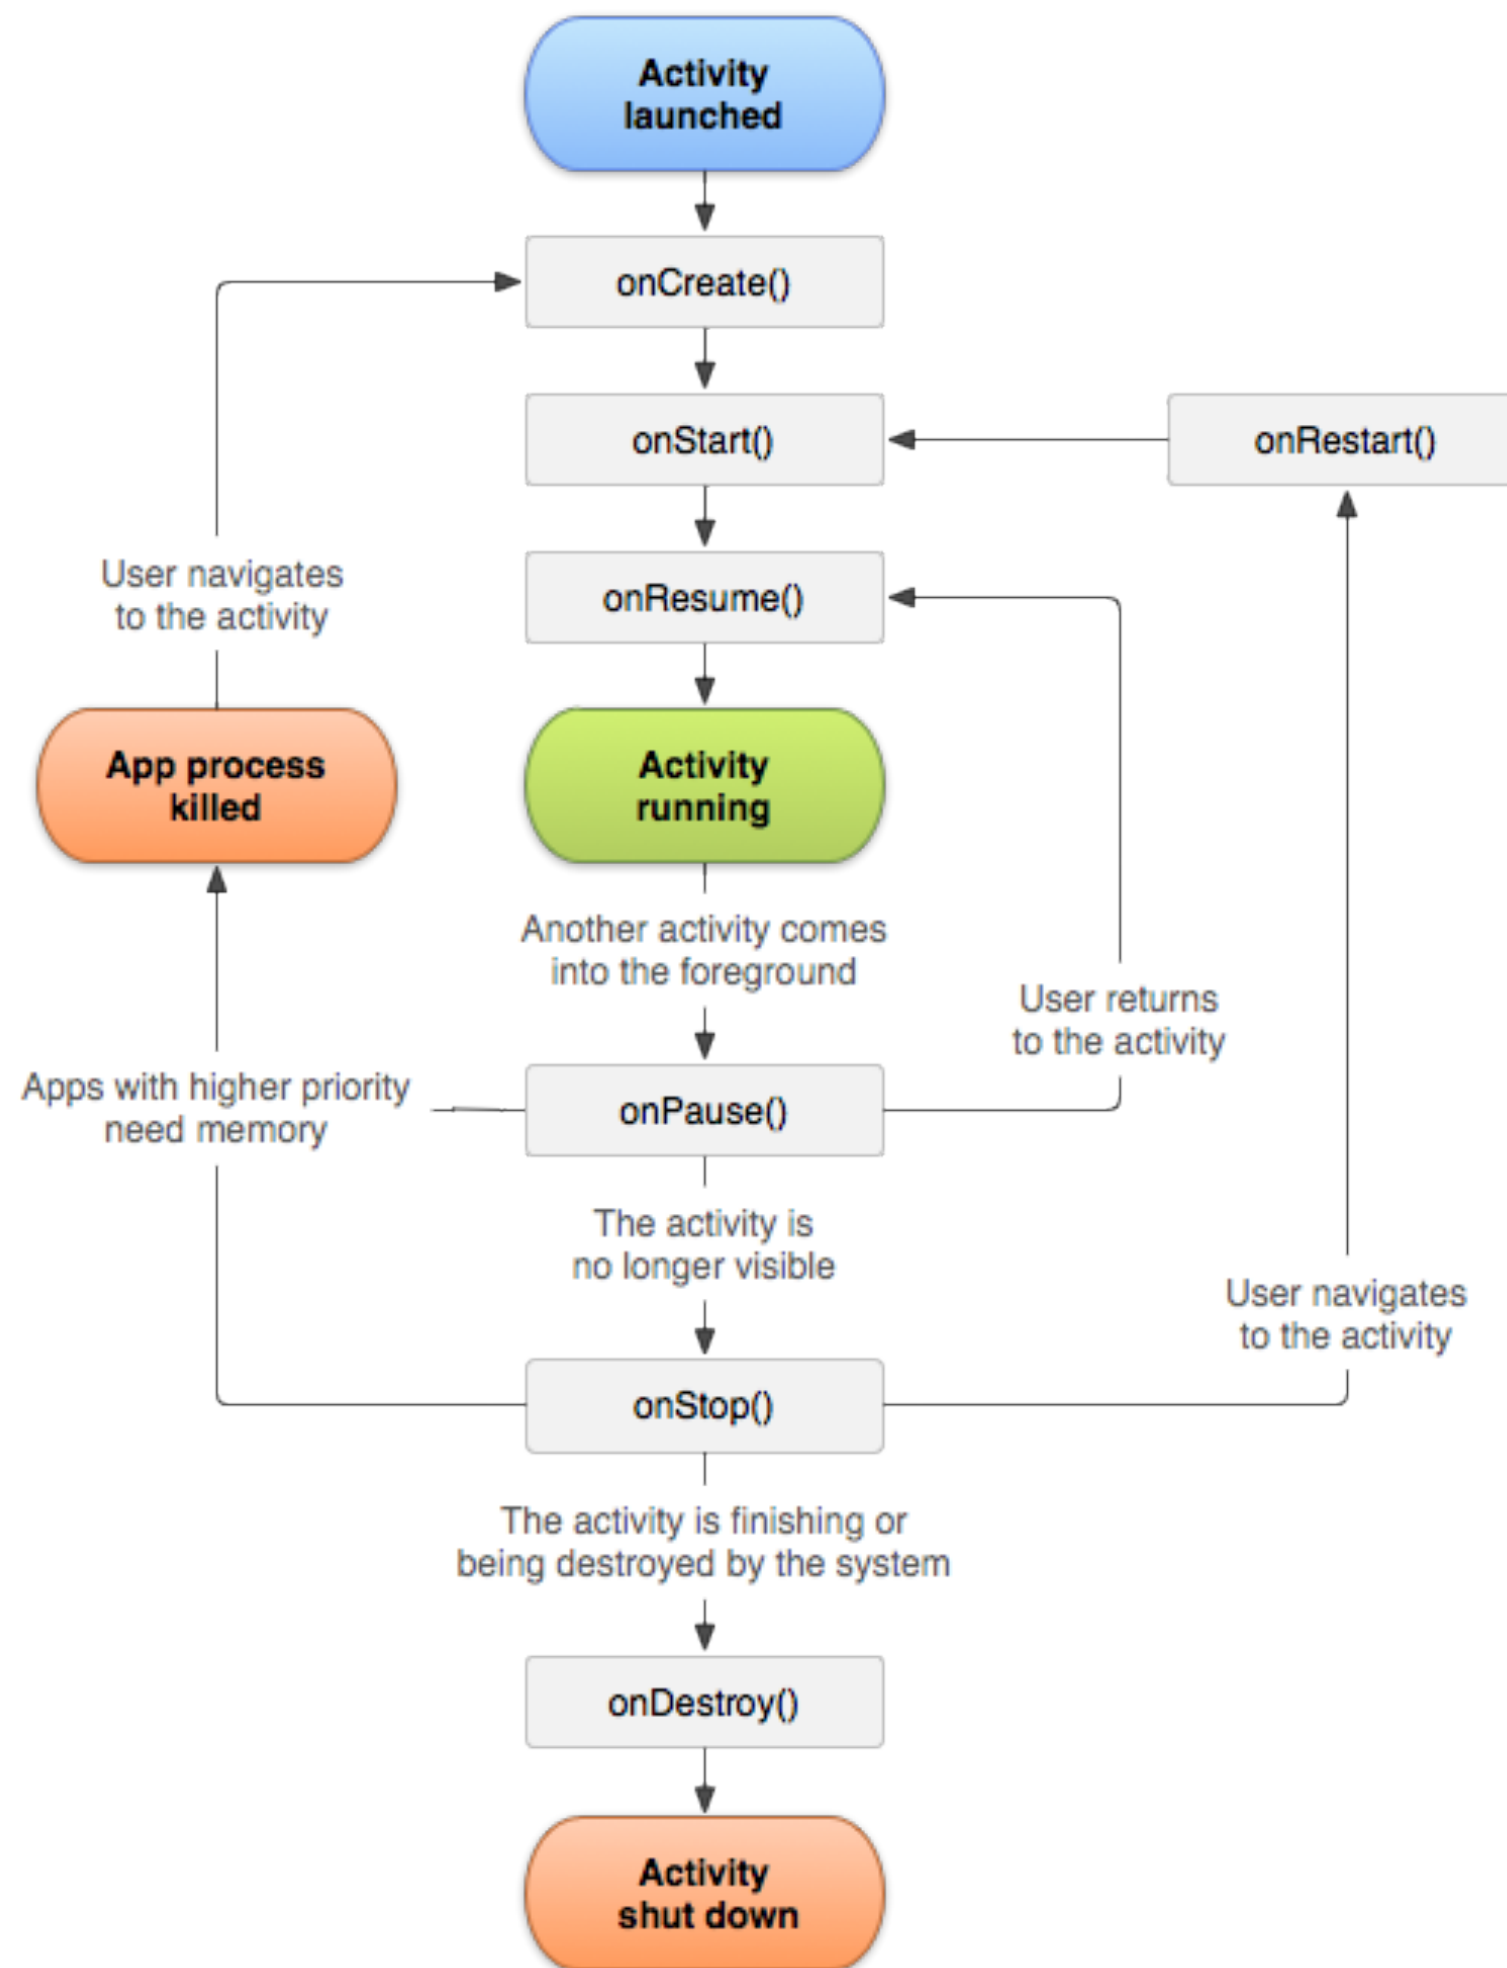 Activity
launched
onCreate()
onStart()
onRestart()
onResume()
User navigates
to the activity
App process
killed
Activity
running
Another activity comes
into the foreground
User returns
to the activity
Apps with higher priority
need memory
onPause()
The activity is
no longer visible
User navigates
to the activity
onStop()
The activity is finishing or
being destroyed by the system
onDestroy()
Activity
shut down